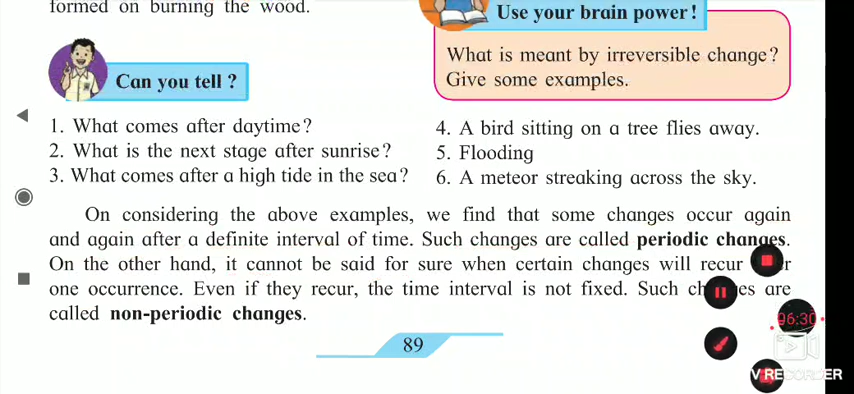 formed on burning the wood.
Use your brain power!
What is meant by irreversible change?
Give some examples.
Can you tell ?
1. What comes after daytime?
2. What is the next stage after sunrise?
3. What comes after a high tide in the sea?
4. A bird sitting on a tree flies away.
5. Flooding
6. A meteor streaking across the sky.
On considering the above examples, we find that some changes occur again
and again after a definite interval of time. Such changes are called periodic changes.
On the other hand, it cannot be said for sure when certain changes will recur
one occurrence. Even if they recur, the time interval is not fixed. Such are
called non-periodic changes.
89
06:30
V RECORDER